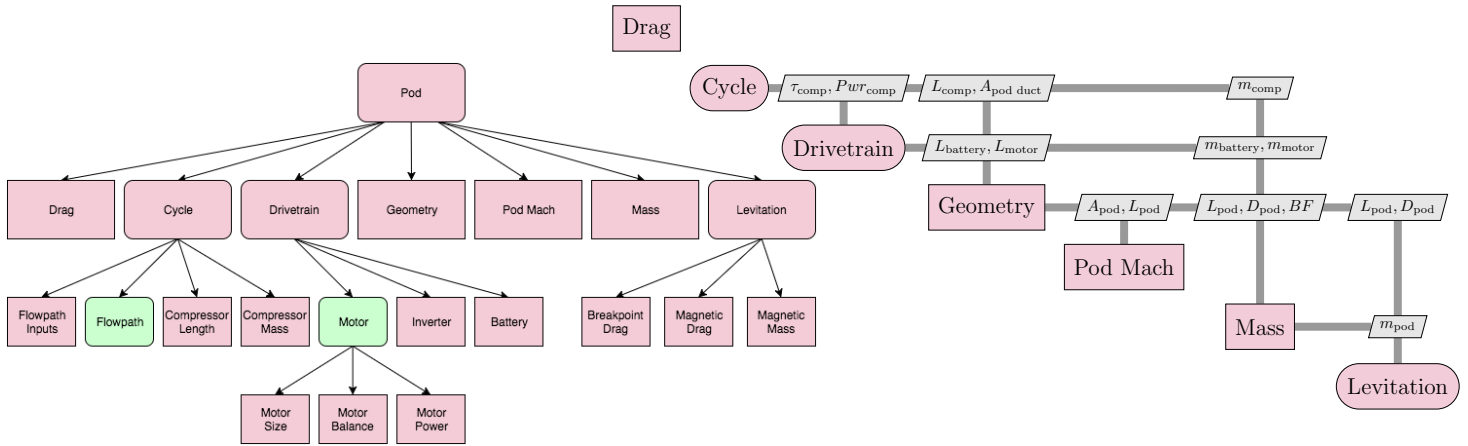 Pod
Drag
Cycle
Drivetrain
Geometry
Pod Mach
Mass
Levitation
Flowpath
Inputs
Flowpath
Compressor
Length
Compressor
Mass
Motor
Inverter
Battery
Breakpoint
Drag
Magnetic
Drag
Magnetic
Mass
Motor
Size
Motor
Balance
Motor
Power
Drag
Cycle
τcomp, Pwrcomp
Lcomp, Apod duct
mcomp
Drivetrain
Lbattery, Lmotor
mbattery, mmotor
Geometry
Apod, Lpod
Lpod, Dpod, BF
Lpod, Dpod
Pod Mach
Mass
mpod
Levitation